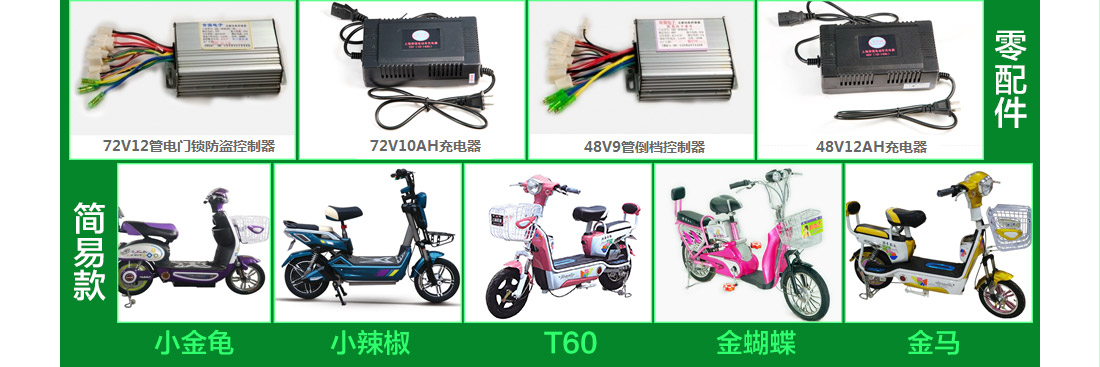 零配件
72V12管电门锁防盗控制器
72V10AH充电器
48V9管倒档控制器
48V12AH充电器
简易款
小金龟
小辣椒
T60
金蝴蝶
金马